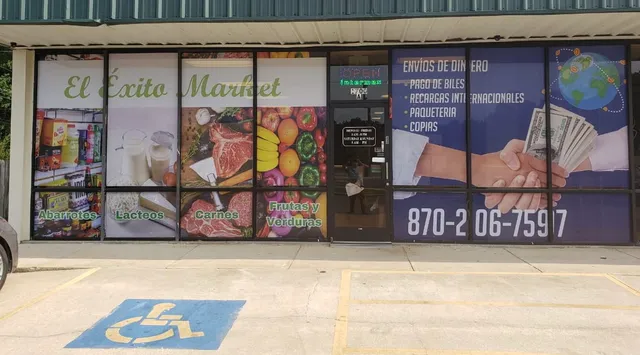 El Éxito Market
Abarrotes
Lacteos
Carnes
Frutas y
Verduras
ENVÍOS DE DINERO
- PAGO DE BILES
- RECARGAS INTERNACIONALES
- PAQUETERIA
- COPIAS
870-206-7597